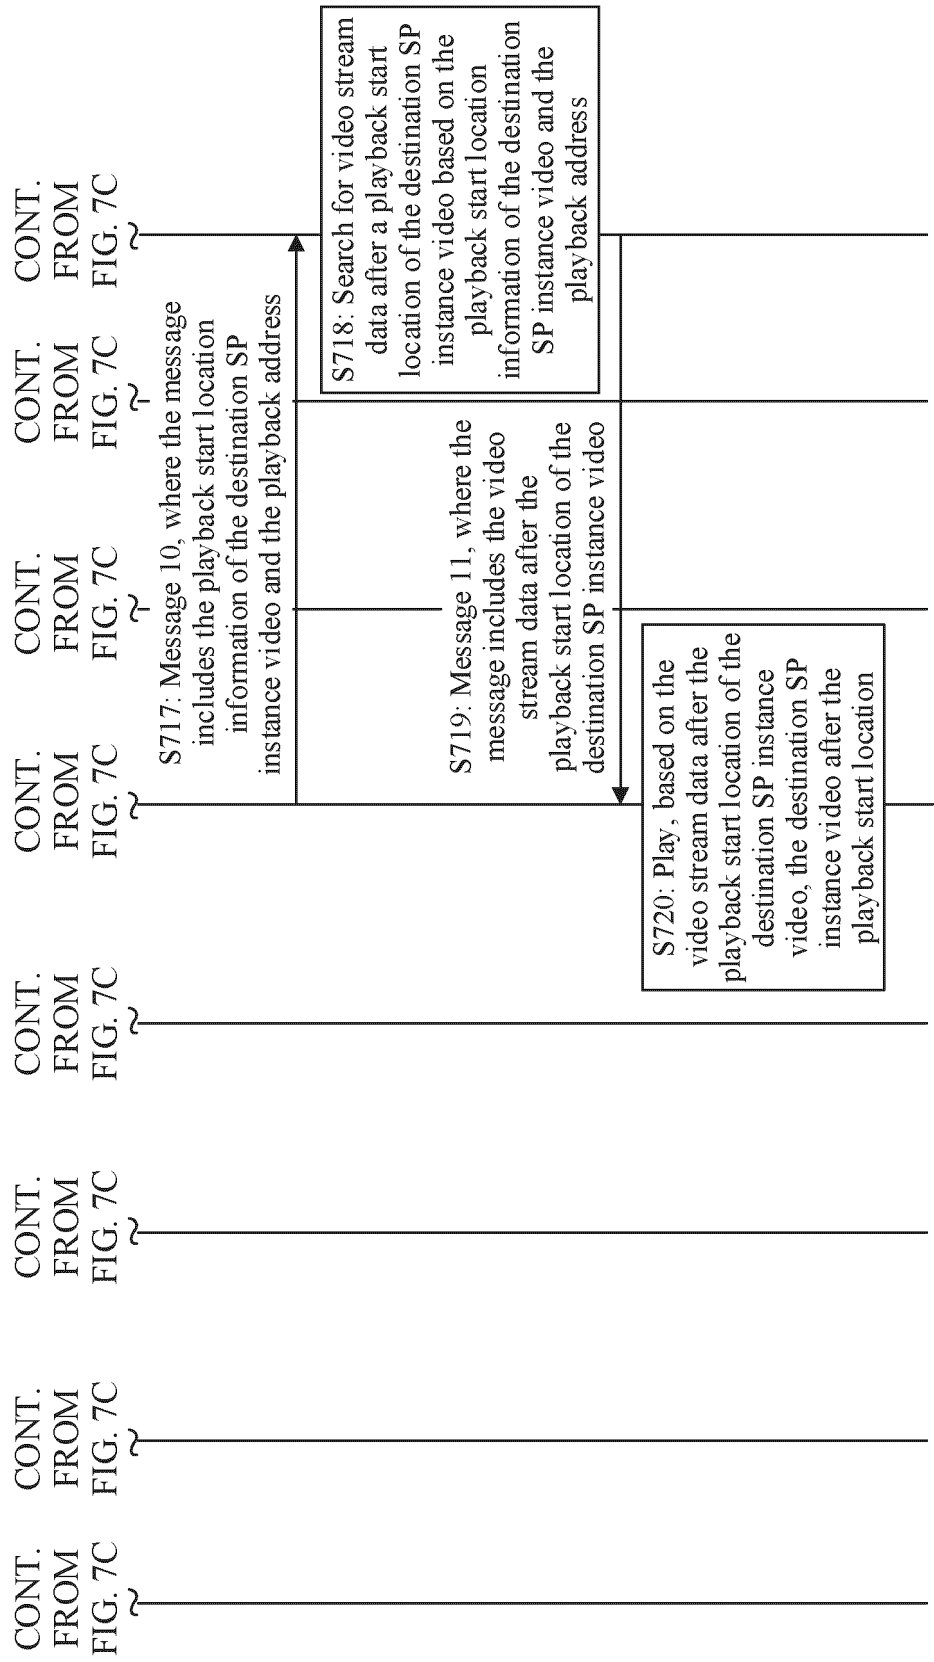 CONT.
FROM
FIG. 7C
CONT.
FROM
FIG. 7C
CONT.
FROM
FIG. 7C
CONT.
FROM
FIG. 7C
CONT.
FROM
FIG. 7C
CONT.
FROM
FIG. 7C
CONT.
FROM
FIG. 7C
CONT.
FROM
FIG. 7C
S717: Message 10, where the message
includes the playback start location
information of the destination SP
instance video and the playback address
S718: Search for video stream
data after a playback start
location of the destination SP
instance video based on the
playback start location
information of the destination
SP instance video and the
playback address
S719: Message 11, where the
message includes the video
stream data after the
playback start location of the
destination SP instance video
S720: Play, based on the
video stream data after the
playback start location of the
destination SP instance
video, the destination SP
instance video after the
playback start location